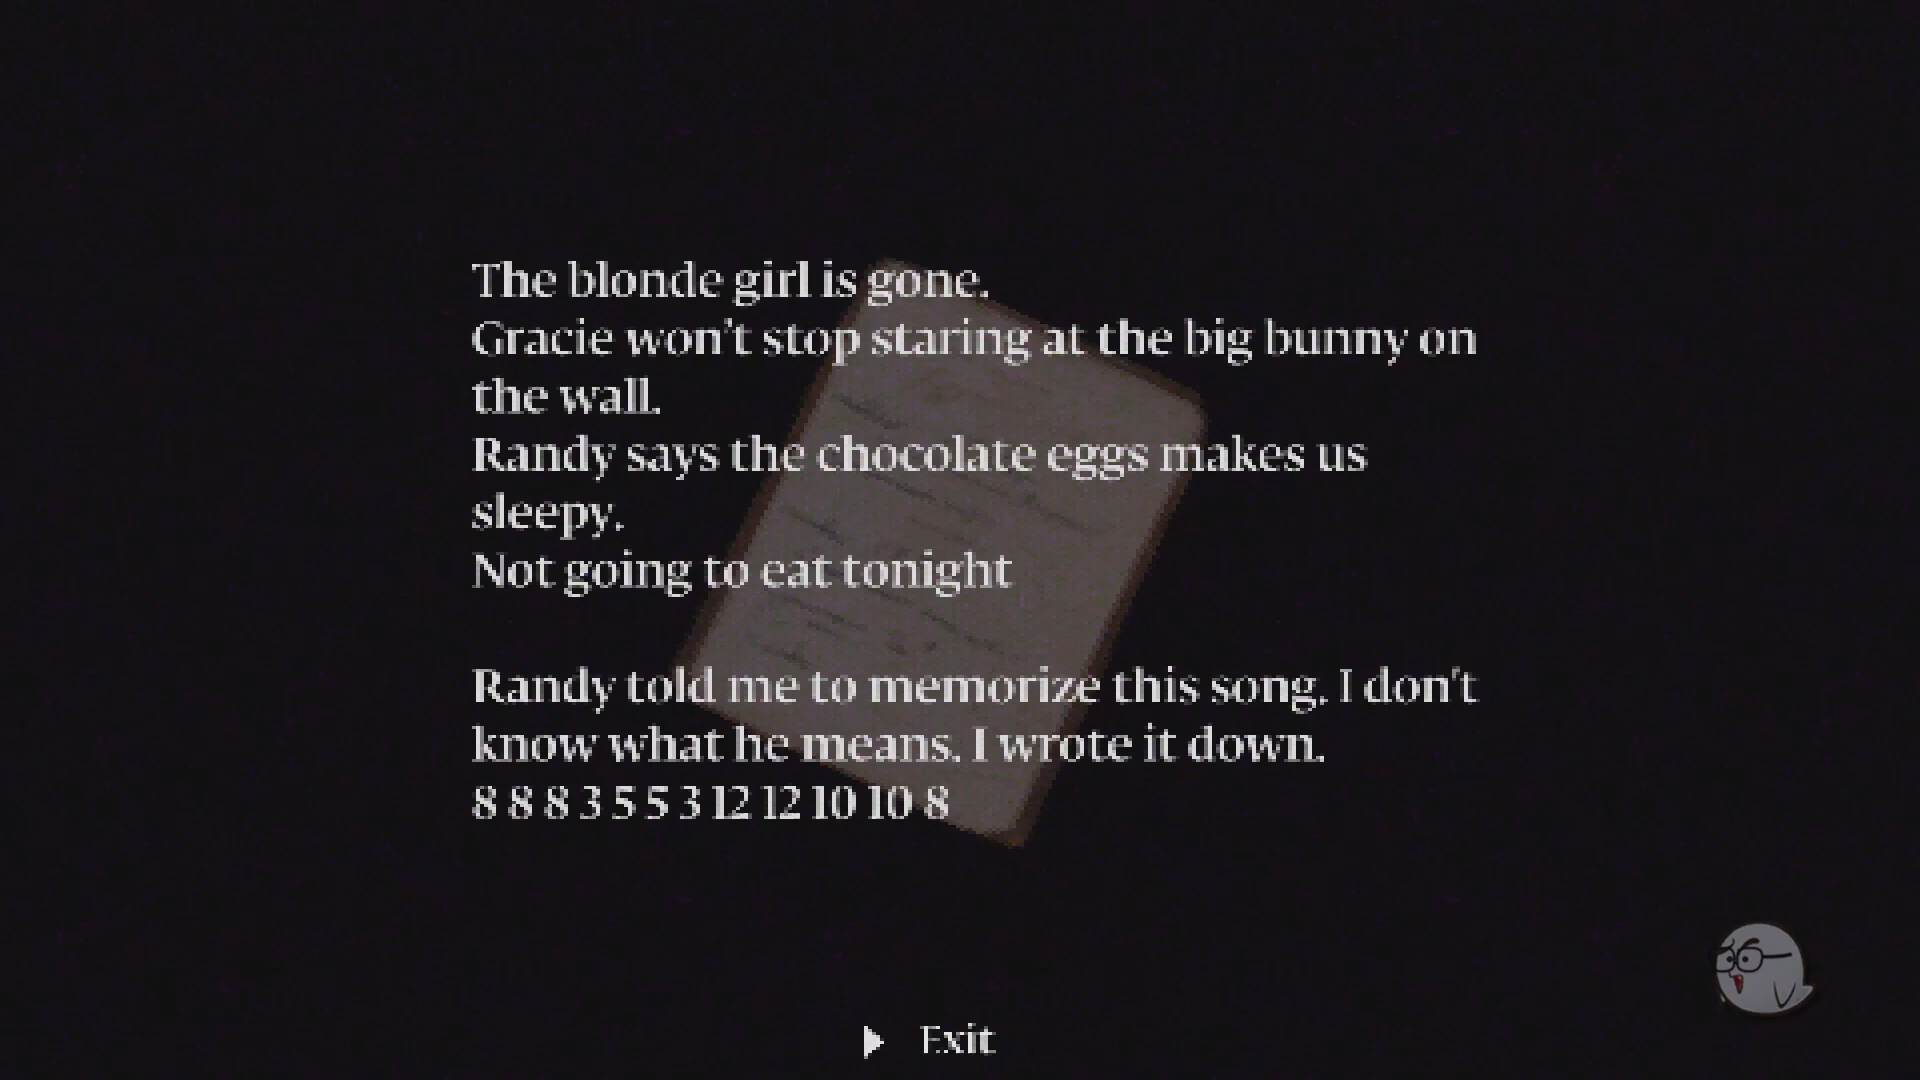 The blonde girl is gone.
Gracie won't stop staring at the big bunny on
the wall.
Randy says the chocolate eggs makes us
sleepy.
Not going to eat tonight
Randy told me to memorize this song. I don't
know what he means. I wrote it down.
8 8 8 3 5 5 3 12 12 10 10 8
Exit